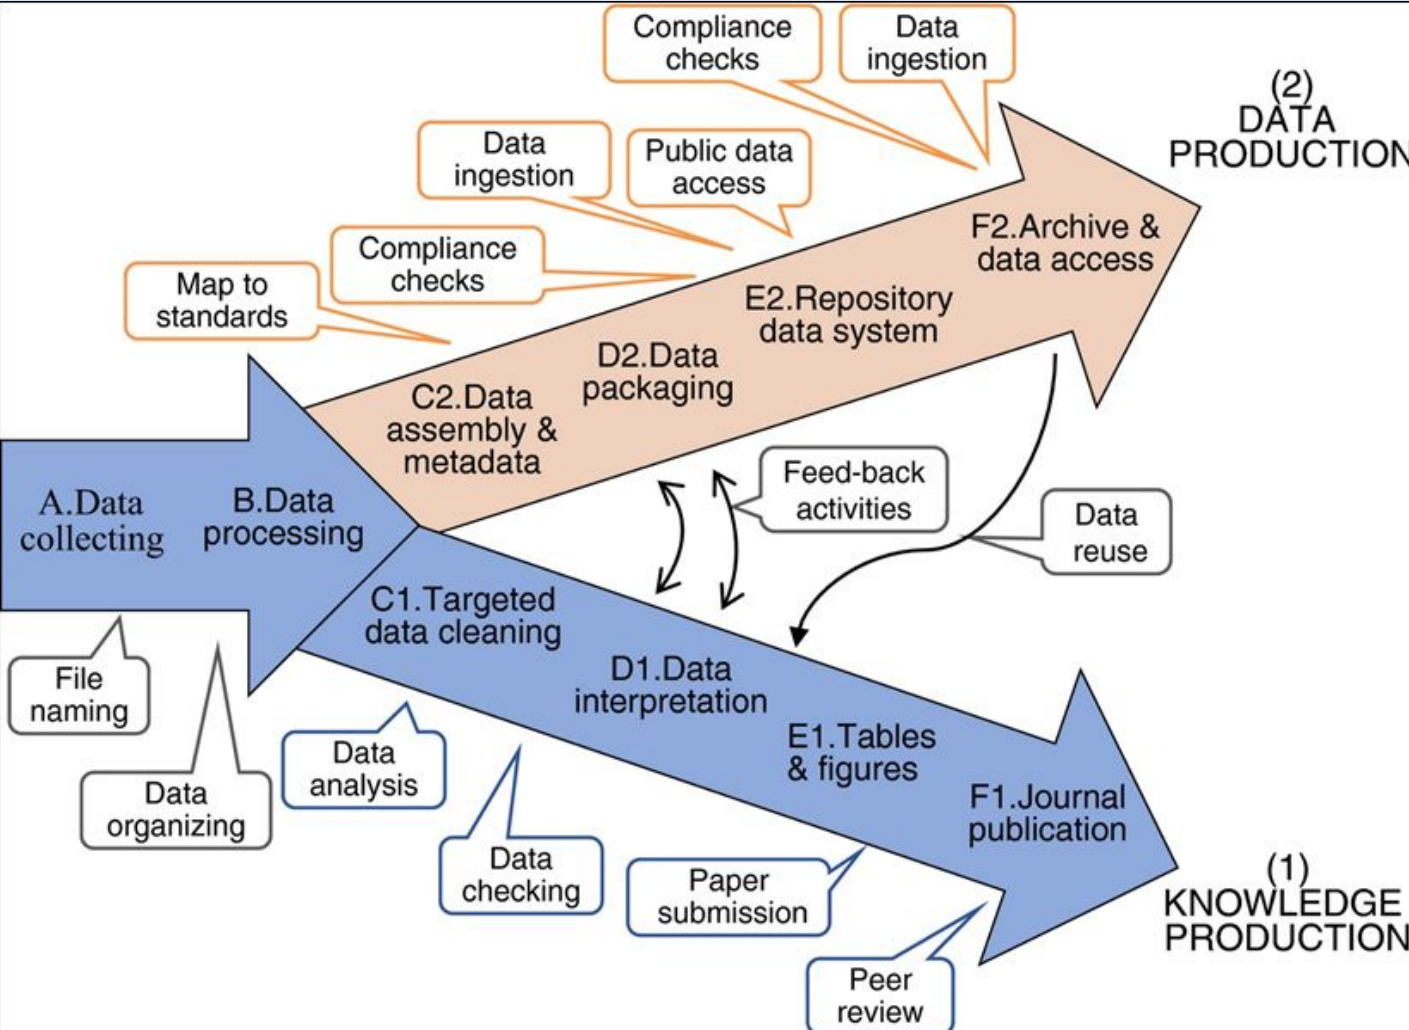 Compliance
checks
Data
ingestion
(2)
DATA
PRODUCTION
Data
ingestion
Public data
access
Compliance
checks
Map to
standards
F2.Archive &
data access
E2.Repository
data system
D2.Data
packaging
C2.Data
assembly &
metadata
A.Data
collecting
B.Data
processing
Feed-back
activities
Data
reuse
C1.Targeted
data cleaning
D1.Data
interpretation
E1.Tables
& figures
F1.Journal
publication
File
naming
Data
organizing
Data
analysis
Data
checking
Paper
submission
Peer
review
(1)
KNOWLEDGE
PRODUCTION